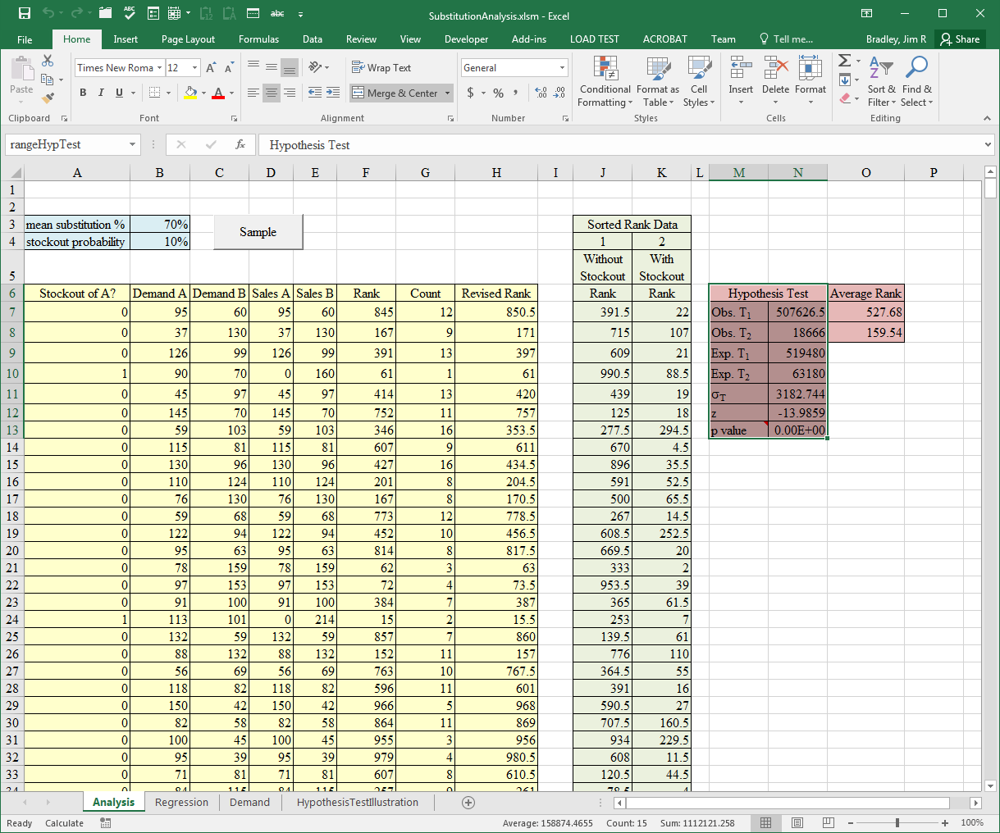 SubstitutionAnalysis.xlsm - Excel
File Home Insert Page Layout Formulas Data Review View Developer Add-ins LOAD TEST ACROBAT Team Tell me... Bradley, Jim R Share
Paste Times New Roma 12 A A Wrap Text General Conditional Formatting Format as Table Cell Styles Insert Delete Format Sort & Filter Find & Select
B I U A Merge & Center $ % ,
Clipboard Font Alignment Number Styles Cells Editing
rangeHypTest fx Hypothesis Test
A B C D E F G H I J K L M N O P
1
2
3 mean substitution % 70% Sample Sorted Rank Data
4 stockout probability 10% 1 2
5 Without Stockout With Stockout
6 Stockout of A? Demand A Demand B Sales A Sales B Rank Count Revised Rank Rank Rank Hypothesis Test Average Rank
7 0 95 60 95 60 845 12 850.5 391.5 22 Obs. T1 507626.5 527.68
8 0 37 130 37 130 167 9 171 715 107 Obs. T2 18666 159.54
9 0 126 99 126 99 391 13 397 609 21 Exp. T1 519480
10 1 90 70 0 160 61 1 61 990.5 88.5 Exp. T2 63180
11 0 45 97 45 97 414 13 420 439 19 σT 3182.744
12 0 145 70 145 70 752 11 757 125 18 z -13.9859
13 0 59 103 59 103 346 16 353.5 277.5 294.5 p value 0.00E+00
14 0 115 81 115 81 607 9 611 670 4.5
15 0 130 96 130 96 427 16 434.5 896 35.5
16 0 110 124 110 124 201 8 204.5 591 52.5
17 0 76 130 76 130 167 8 170.5 500 65.5
18 0 59 68 59 68 773 12 778.5 267 14.5
19 0 122 94 122 94 452 10 456.5 608.5 252.5
20 0 95 63 95 63 814 8 817.5 669.5 20
21 0 78 159 78 159 62 3 63 333 2
22 0 97 153 97 153 72 4 73.5 953.5 39
23 0 91 100 91 100 384 7 387 365 61.5
24 1 113 101 0 214 15 2 15.5 253 7
25 0 132 59 132 59 857 7 860 139.5 61
26 0 88 132 88 132 152 11 157 776 110
27 0 56 69 56 69 763 10 767.5 364.5 55
28 0 118 82 118 82 596 11 601 391 16
29 0 150 42 150 42 966 5 968 590.5 27
30 0 82 58 82 58 864 11 869 707.5 160.5
31 0 100 45 100 45 955 3 956 934 229.5
32 0 95 39 95 39 979 4 980.5 608 11.5
33 0 71 81 71 81 607 8 610.5 120.5 44.5
Analysis Regression Demand HypothesisTestIllustration
Ready Calculate Average: 158874.4655 Count: 15 Sum: 1112121.258 100%